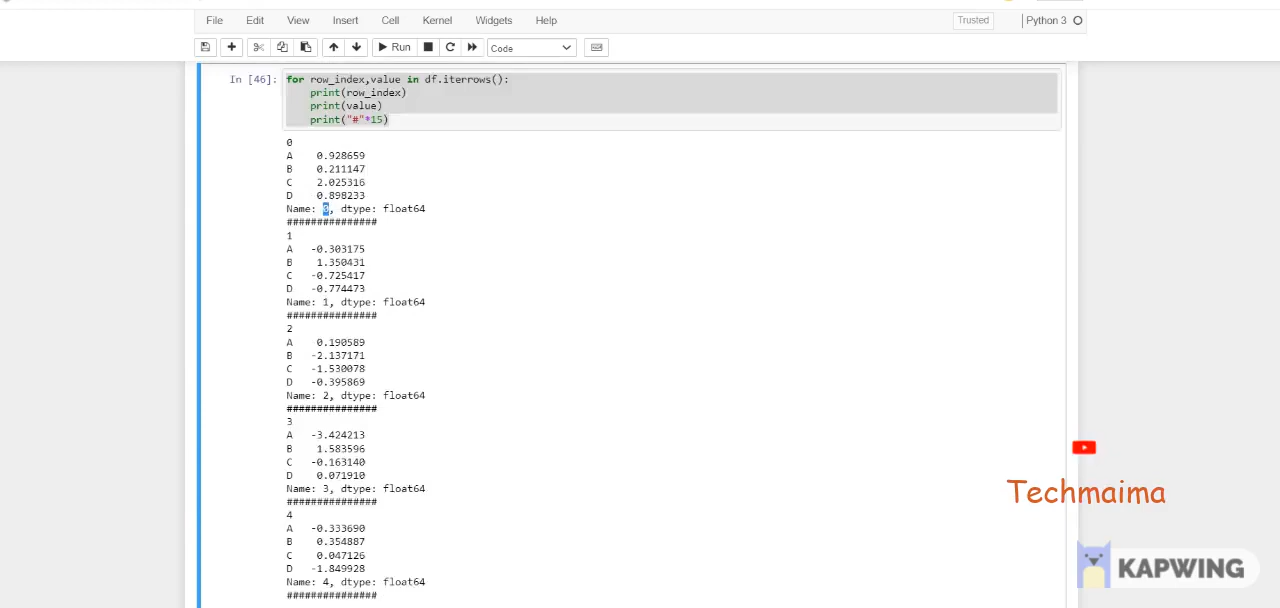 File Edit View Insert Cell Kernel Widgets Help Trusted Python 3
Run Code
In [46]: for row_index,value in df.iterrows():
print(row_index)
print(value)
print("#"*15)
0
A 0.928659
B 0.211147
C 2.025316
D 0.898233
Name: 0, dtype: float64
###############
1
A -0.303175
B 1.350431
C -0.725417
D -0.774473
Name: 1, dtype: float64
###############
2
A 0.190589
B -2.137171
C -1.530078
D -0.395869
Name: 2, dtype: float64
###############
3
A -3.424213
B 1.583596
C -0.163140
D 0.071910
Name: 3, dtype: float64
###############
4
A -0.333690
B 0.354887
C 0.047126
D -1.849928
Name: 4, dtype: float64
###############
Techmaima
KAPWING